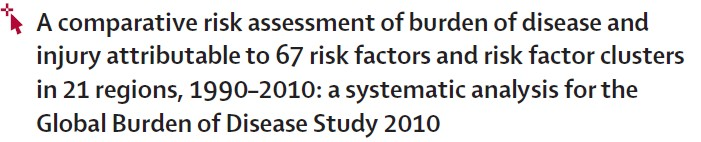 A comparative risk assessment of burden of disease and
injury attributable to 67 risk factors and risk factor clusters
in 21 regions, 1990–2010: a systematic analysis for the
Global Burden of Disease Study 2010